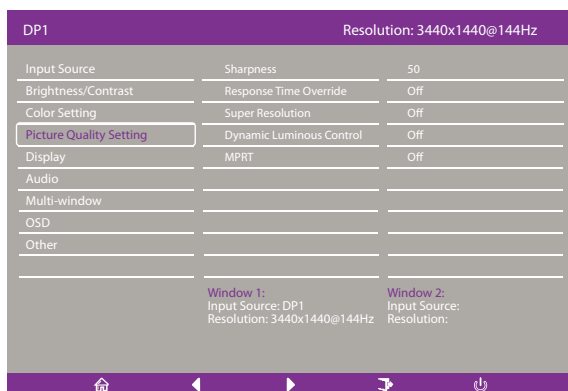 DP1 Resolution: 3440x1440@144Hz
Input Source Sharpness 50
Brightness/Contrast Response Time Override Off
Color Setting Super Resolution Off
Picture Quality Setting Dynamic Luminous Control Off
Display MPRT Off
Audio
Multi-window
OSD
Other
Window 1: Window 2:
Input Source: DP1 Input Source:
Resolution: 3440x1440@144Hz Resolution: